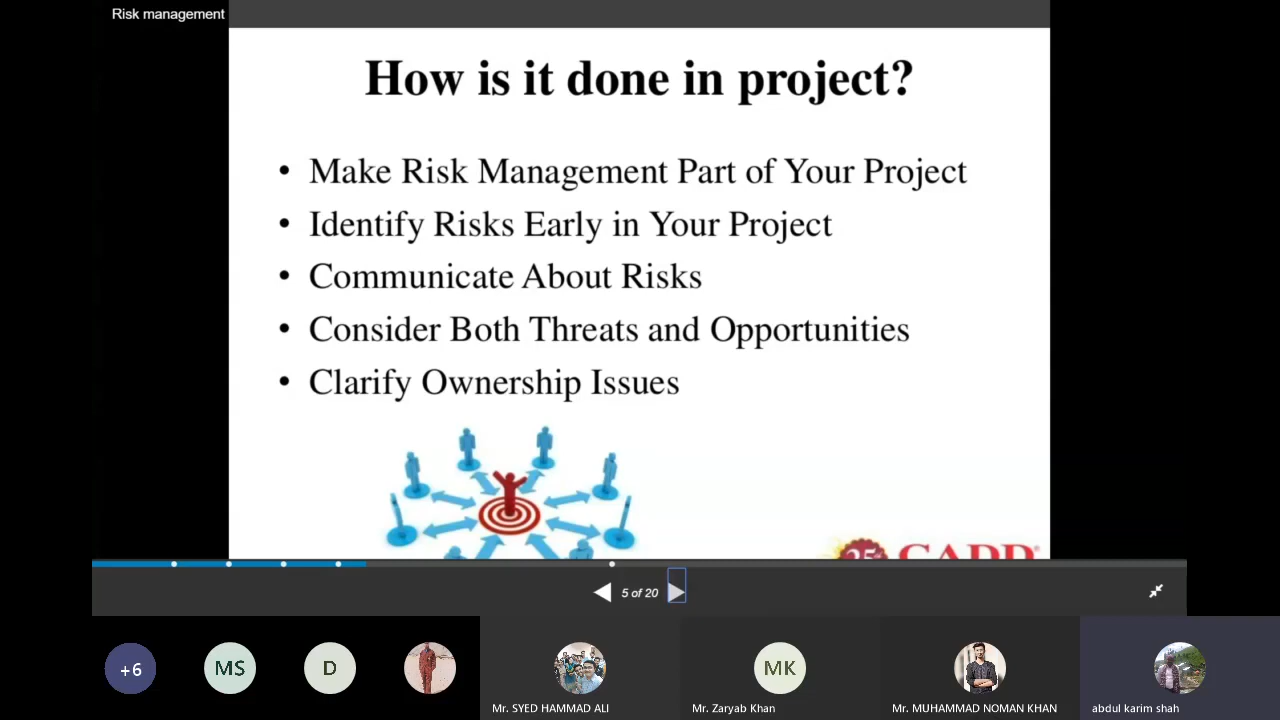 Risk management
How is it done in project?
• Make Risk Management Part of Your Project
• Identify Risks Early in Your Project
• Communicate About Risks
• Consider Both Threats and Opportunities
• Clarify Ownership Issues
5 of 20
+6
MS
D
MK
Mr. SYED HAMMAD ALI
Mr. Zaryab Khan
Mr. MUHAMMAD NOMAN KHAN
abdul karim shah